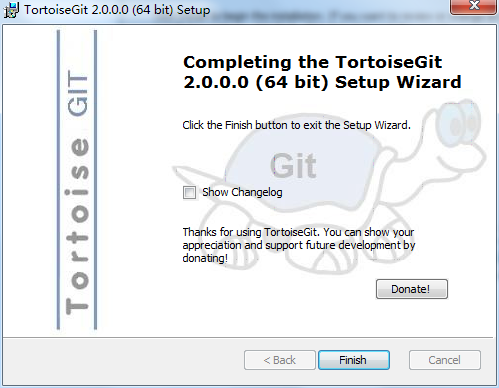 TortoiseGit 2.0.0.0 (64 bit) Setup
Tortoise GIT
Completing the TortoiseGit
2.0.0.0 (64 bit) Setup Wizard
Click the Finish button to exit the Setup Wizard.
Git
Show Changelog
Thanks for using TortoiseGit. You can show your
appreciation and support future development by
donating!
Donate!
< Back
Finish
Cancel